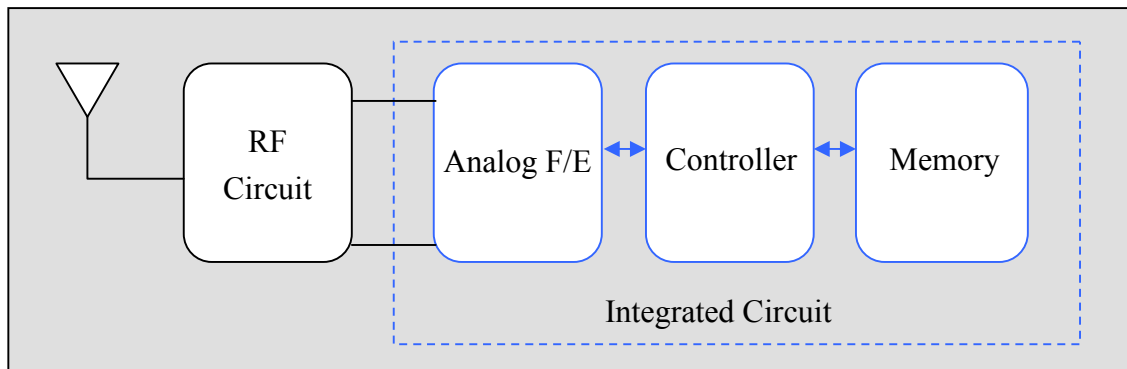 RF
Circuit
Analog F/E
Controller
Memory
Integrated Circuit